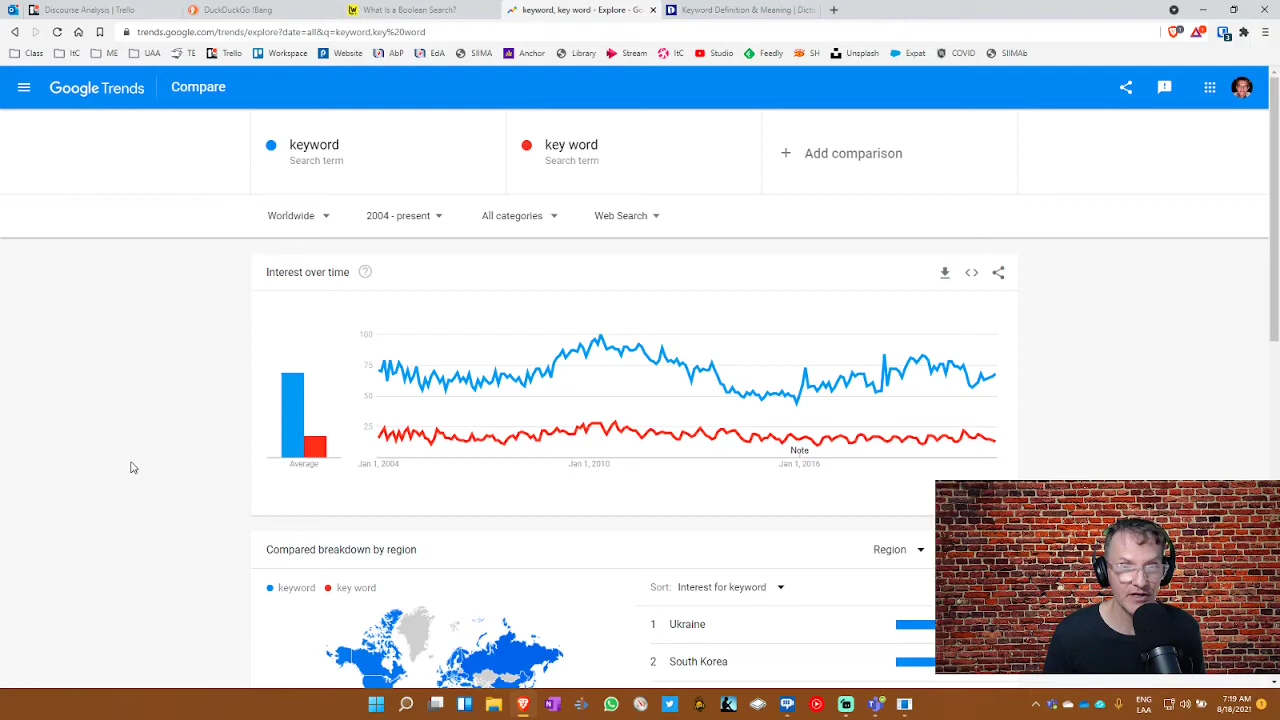 Discourse Analysis | Trello
DuckDuckGo !Bang
What Is a Boolean Search?
keyword, key word - Explore - Go
Keyword Definition & Meaning | Dict
trends.google.com/trends/explore?date=all&q=keyword,key%20word
Class ItC ME UAA TE Trello Workspace Website AbP EdA SIIMA Anchor Library Stream ItC Studio Feedly SH Unsplash Expat COVID SIIMAb
Google Trends Compare
keyword
Search term
key word
Search term
+ Add comparison
Worldwide 2004 - present All categories Web Search
Interest over time
100
75
50
25
Note
Average
Jan 1, 2004 Jan 1, 2010 Jan 1, 2016
Compared breakdown by region
Region
keyword key word
Sort: Interest for keyword
1 Ukraine
2 South Korea
ENG
LAA
7:19 AM
8/18/2021